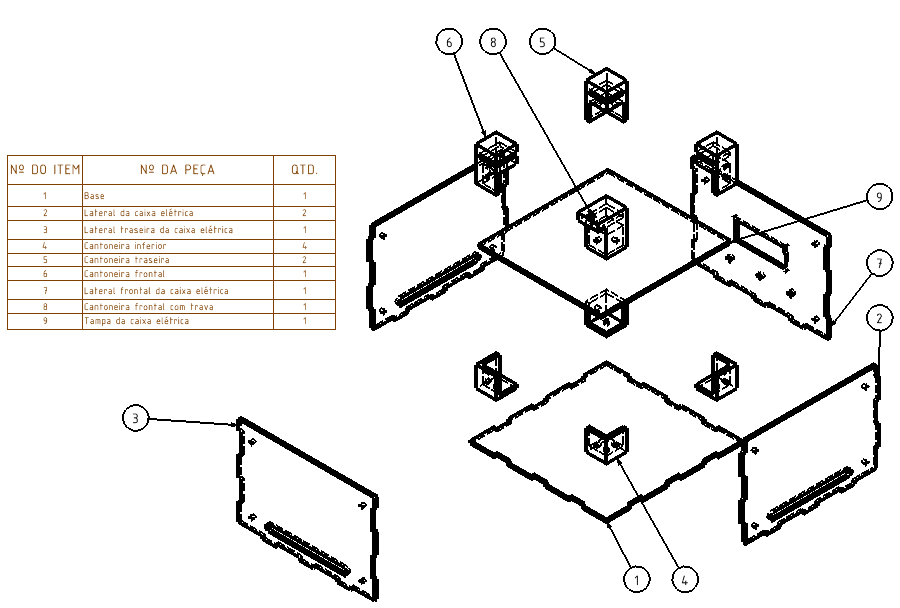 6 8 5
Nº DO ITEM Nº DA PEÇA QTD.
1 Base 1
2 Lateral da caixa elétrica 2
3 Lateral traseira da caixa elétrica 1
4 Cantoneira inferior 4
5 Cantoneira traseira 2
6 Cantoneira frontal 1
7 Lateral frontal da caixa elétrica 1
8 Cantoneira frontal com trava 1
9 Tampa da caixa elétrica 1
9
7
2
3
1 4